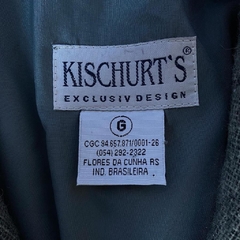 KISCHURT'S®
EXCLUSIV DESIGN
G
CGC 94.657.871/0001-26
(054) 292-2322
FLORES DA CUNHA RS
IND. BRASILEIRA